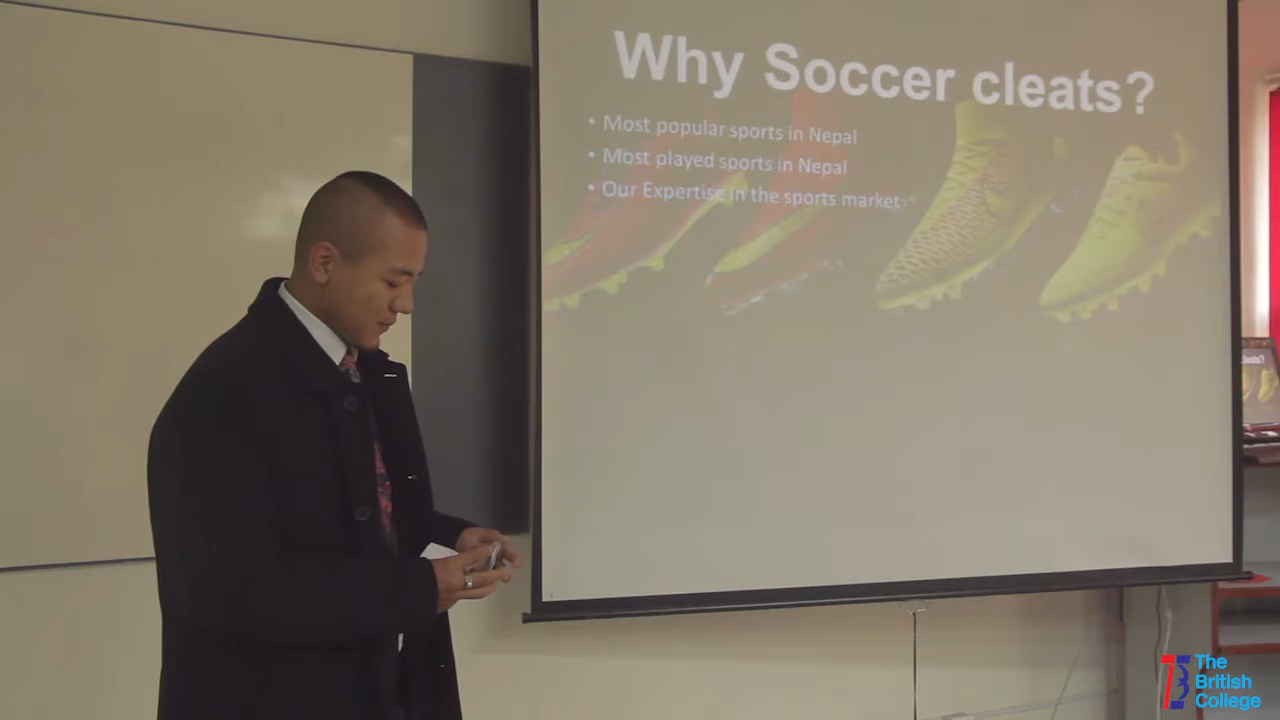 Why Soccer cleats?
• Most popular sports in Nepal
• Most played sports in Nepal
• Our Expertise in the sports market
The
British
College